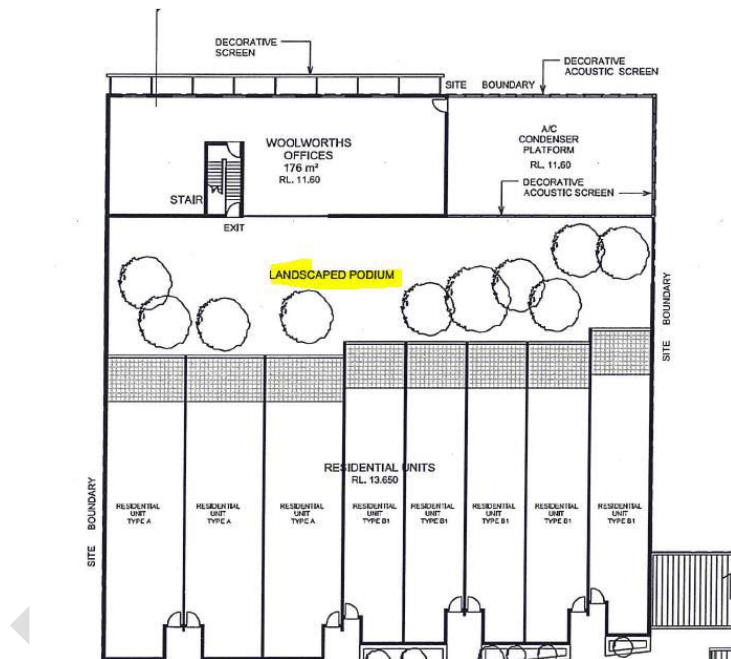 DECORATIVE
SCREEN
DECORATIVE
ACOUSTIC SCREEN
SITE BOUNDARY
WOOLWORTHS
OFFICES
176 m²
RL. 11.60
A/C
CONDENSER
PLATFORM
RL. 11.60
DECORATIVE
ACOUSTIC SCREEN
STAIR
EXIT
LANDSCAPED PODIUM
SITE BOUNDARY
RESIDENTIAL UNITS
RL. 13.650
SITE BOUNDARY
RESIDENTIAL
UNIT
TYPE A
RESIDENTIAL
UNIT
TYPE A
RESIDENTIAL
UNIT
TYPE A
RESIDENTIAL
UNIT
TYPE B1
RESIDENTIAL
UNIT
TYPE B1
RESIDENTIAL
UNIT
TYPE B1
RESIDENTIAL
UNIT
TYPE B1
RESIDENTIAL
UNIT
TYPE B1